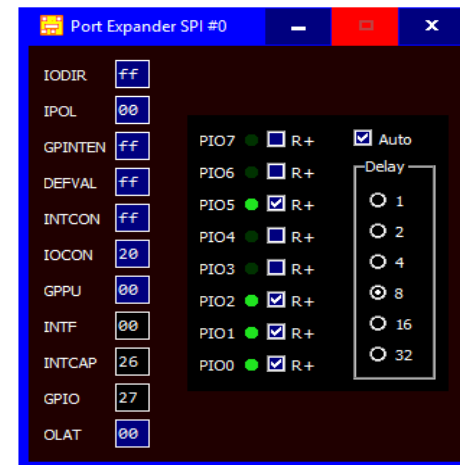 Port Expander SPI #0
IODIR ff
IPOL 00
GPINTEN ff
DEFVAL ff
INTCON ff
IOCON 20
GPPU 00
INTF 00
INTCAP 26
GPIO 27
OLAT 00
PIO7 R+
PIO6 R+
PIO5 R+
PIO4 R+
PIO3 R+
PIO2 R+
PIO1 R+
PIO0 R+
Auto
Delay
1
2
4
8
16
32